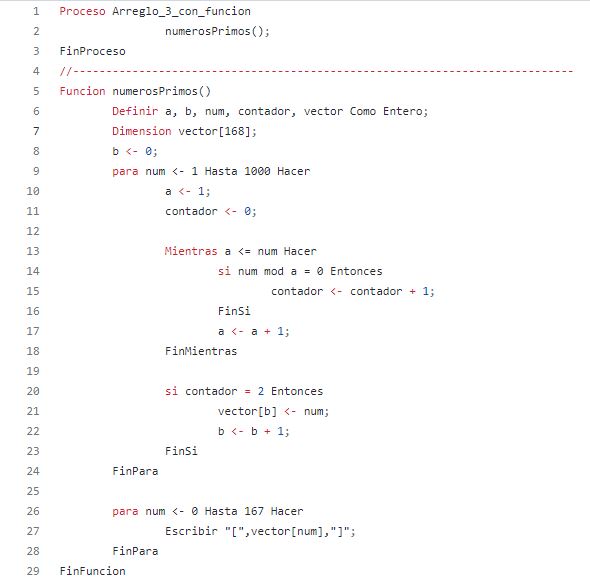 1 Proceso Arreglo_3_con_funcion
2 numerosPrimos();
3 FinProceso
4 //----------------------------------------------------------------------------
5 Funcion numerosPrimos()
6 Definir a, b, num, contador, vector Como Entero;
7 Dimension vector[168];
8 b <- 0;
9 para num <- 1 Hasta 1000 Hacer
10 a <- 1;
11 contador <- 0;
12
13 Mientras a <= num Hacer
14 si num mod a = 0 Entonces
15 contador <- contador + 1;
16 FinSi
17 a <- a + 1;
18 FinMientras
19
20 si contador = 2 Entonces
21 vector[b] <- num;
22 b <- b + 1;
23 FinSi
24 FinPara
25
26 para num <- 0 Hasta 167 Hacer
27 Escribir "[",vector[num],"]";
28 FinPara
29 FinFuncion